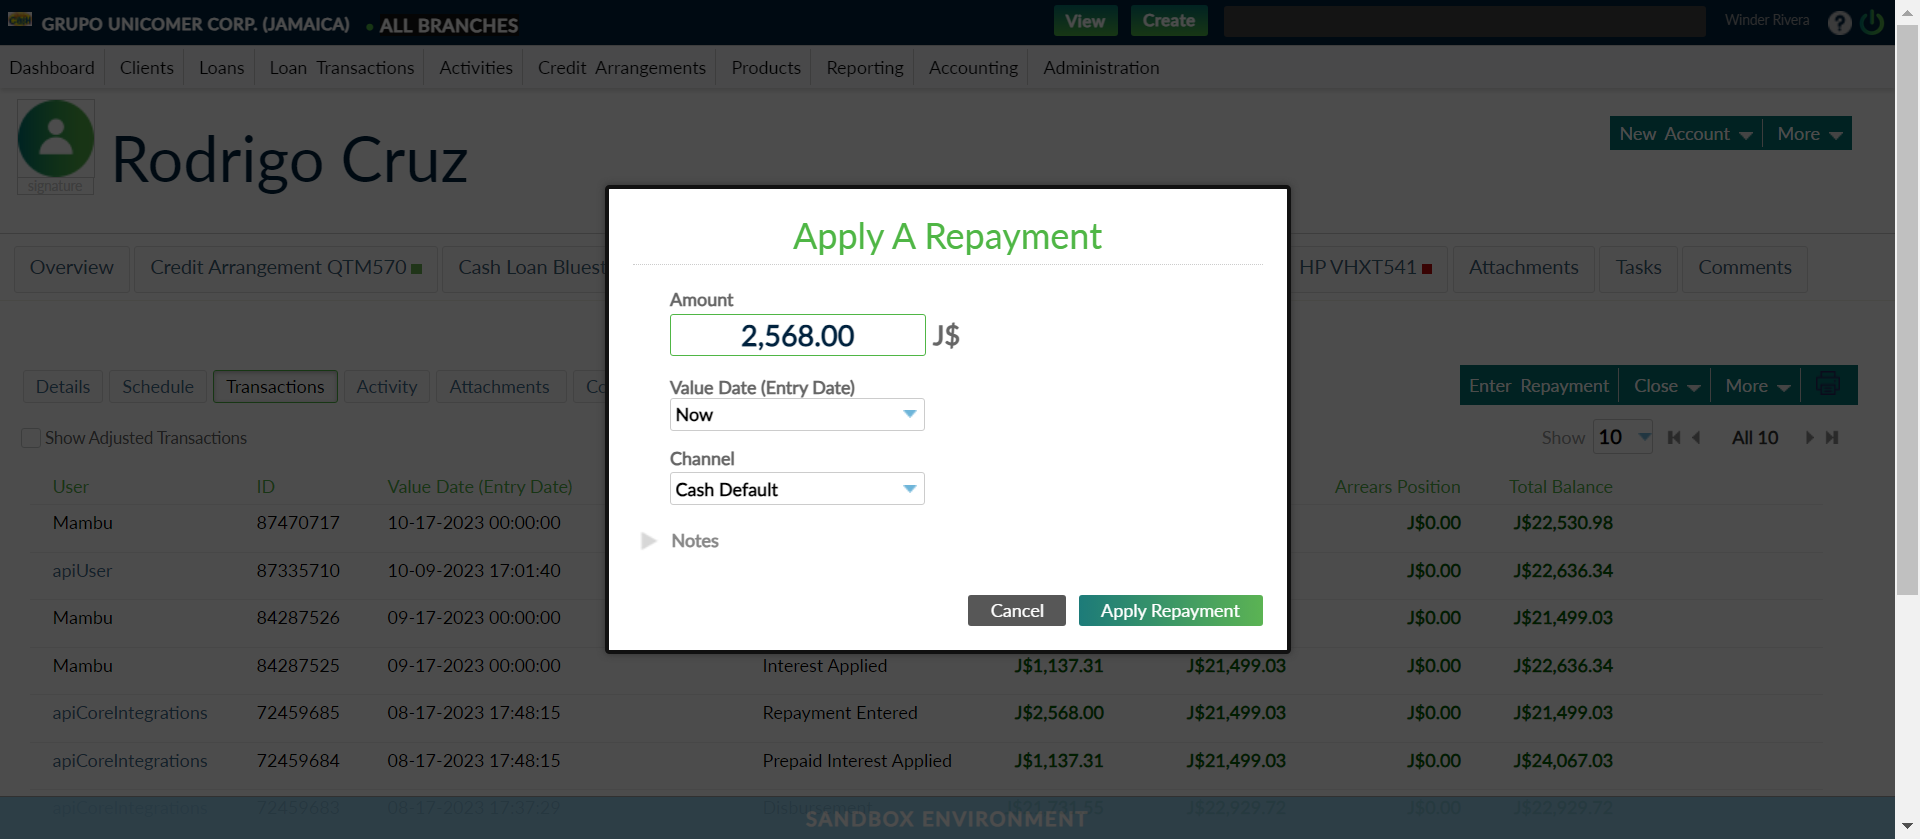 GRUPO UNICOMER CORP. (JAMAICA) • ALL BRANCHES View Create Winder Rivera ?
Dashboard Clients Loans Loan Transactions Activities Credit Arrangements Products Reporting Accounting Administration
signature
Rodrigo Cruz
New Account More
Overview Credit Arrangement QTM570 Cash Loan Bluest HP VHXT541 Attachments Tasks Comments
Apply A Repayment
Amount
2,568.00 J$
Value Date (Entry Date)
Now
Channel
Cash Default
Notes
Cancel Apply Repayment
Details Schedule Transactions Activity Attachments Co Enter Repayment Close More
Show Adjusted Transactions Show 10 All 10
User ID Value Date (Entry Date) Arrears Position Total Balance
Mambu 87470717 10-17-2023 00:00:00 J$0.00 J$22,530.98
apiUser 87335710 10-09-2023 17:01:40 J$0.00 J$22,636.34
Mambu 84287526 09-17-2023 00:00:00 J$0.00 J$21,499.03
Mambu 84287525 09-17-2023 00:00:00 Interest Applied J$1,137.31 J$21,499.03 J$0.00 J$22,636.34
apiCoreIntegrations 72459685 08-17-2023 17:48:15 Repayment Entered J$2,568.00 J$21,499.03 J$0.00 J$21,499.03
apiCoreIntegrations 72459684 08-17-2023 17:48:15 Prepaid Interest Applied J$1,137.31 J$21,499.03 J$0.00 J$24,067.03
apiCoreIntegrations 72459683 08-17-2023 17:37:29 Disbursement J$22,929.72 J$0.00 J$22,929.72
SANDBOX ENVIRONMENT